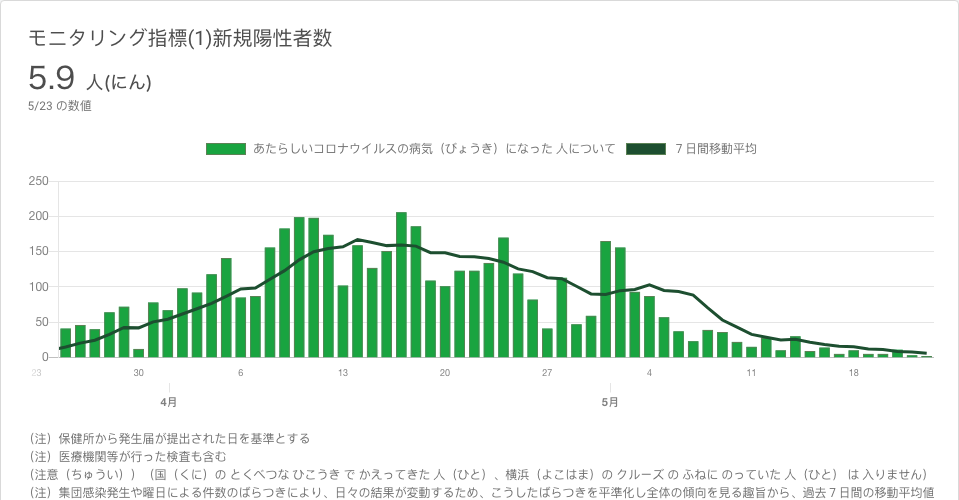 モニタリング指標(1)新規陽性者数
5.9 人(にん)
5/23 の数値
あたらしいコロナウイルスの病気（びょうき）になった 人について ７日間移動平均
250
200
150
100
50
0
23 30 6 13 20 27 4 11 18
4月 5月
（注）保健所から発生届が提出された日を基準とする
（注）医療機関等が行った検査も含む
（注意（ちゅうい））（国（くに）の とくべつな ひこうき で かえってきた 人（ひと）、横浜（よこはま）の クルーズ の ふねに のっていた 人（ひと） は 入りません）
（注）集団感染発生や曜日による件数のばらつきにより、日々の結果が変動するため、こうしたばらつきを平準化し全体の傾向を見る趣旨から、過去７日間の移動平均値